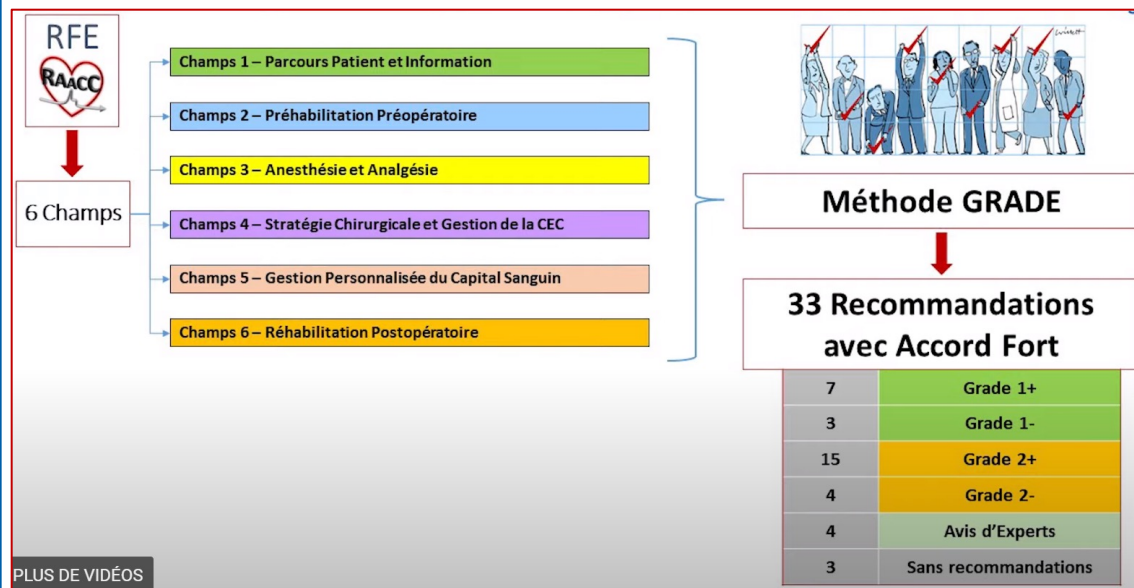 RFE
RAACC
6 Champs
Champs 1 – Parcours Patient et Information
Champs 2 – Préhabilitation Préopératoire
Champs 3 – Anesthésie et Analgésie
Champs 4 – Stratégie Chirurgicale et Gestion de la CEC
Champs 5 – Gestion Personnalisée du Capital Sanguin
Champs 6 – Réhabilitation Postopératoire
Méthode GRADE
33 Recommandations
avec Accord Fort
7 Grade 1+
3 Grade 1-
15 Grade 2+
4 Grade 2-
4 Avis d’Experts
3 Sans recommandations
PLUS DE VIDÉOS